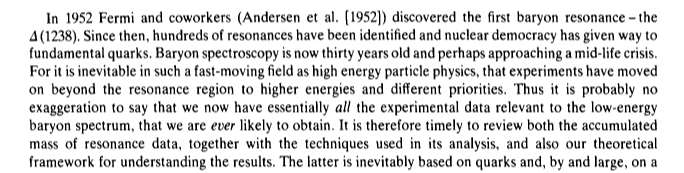 In 1952 Fermi and coworkers (Andersen et al. [1952]) discovered the first baryon resonance – the
Δ(1238). Since then, hundreds of resonances have been identified and nuclear democracy has given way to
fundamental quarks. Baryon spectroscopy is now thirty years old and perhaps approaching a mid-life crisis.
For it is inevitable in such a fast-moving field as high energy particle physics, that experiments have moved
on beyond the resonance region to higher energies and different priorities. Thus it is probably no
exaggeration to say that we now have essentially all the experimental data relevant to the low-energy
baryon spectrum, that we are ever likely to obtain. It is therefore timely to review both the accumulated
mass of resonance data, together with the techniques used in its analysis, and also our theoretical
framework for understanding the results. The latter is inevitably based on quarks and, by and large, on a